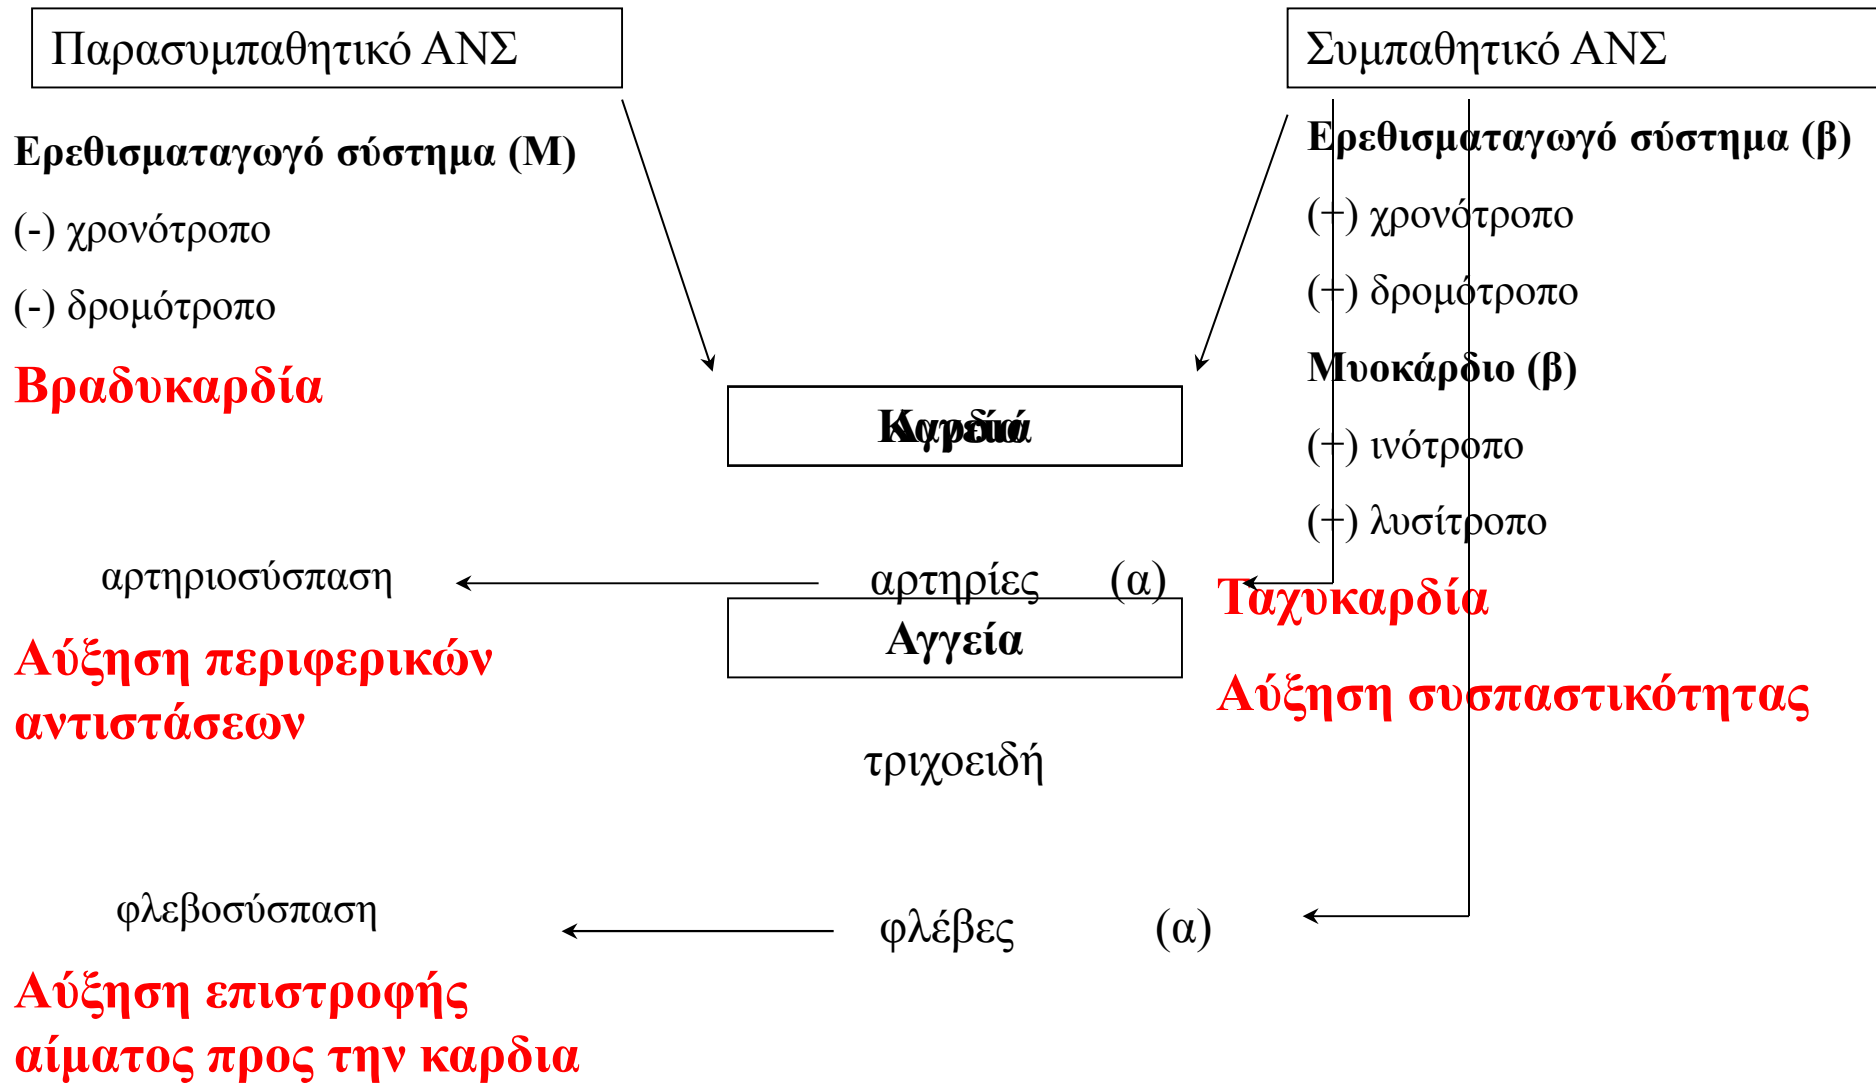 Παρασυμπαθητικό ΑΝΣ
Ερεθισματαγωγό σύστημα (Μ)
(-) χρονότροπο
(-) δρομότροπο
Βραδυκαρδία
Συμπαθητικό ΑΝΣ
Ερεθισματαγωγό σύστημα (β)
(+) χρονότροπο
(+) δρομότροπο
Μυοκάρδιο (β)
(+) ινότροπο
(+) λυσίτροπο
Ταχυκαρδία
Αύξηση συσπαστικότητας
αρτηρίες (α)
αρτηριοσύσπαση
Αύξηση περιφερικών
αντιστάσεων
Αγγεία
τριχοειδή
φλέβες (α)
φλεβοσύσπαση
Αύξηση επιστροφής
αίματος προς την καρδια